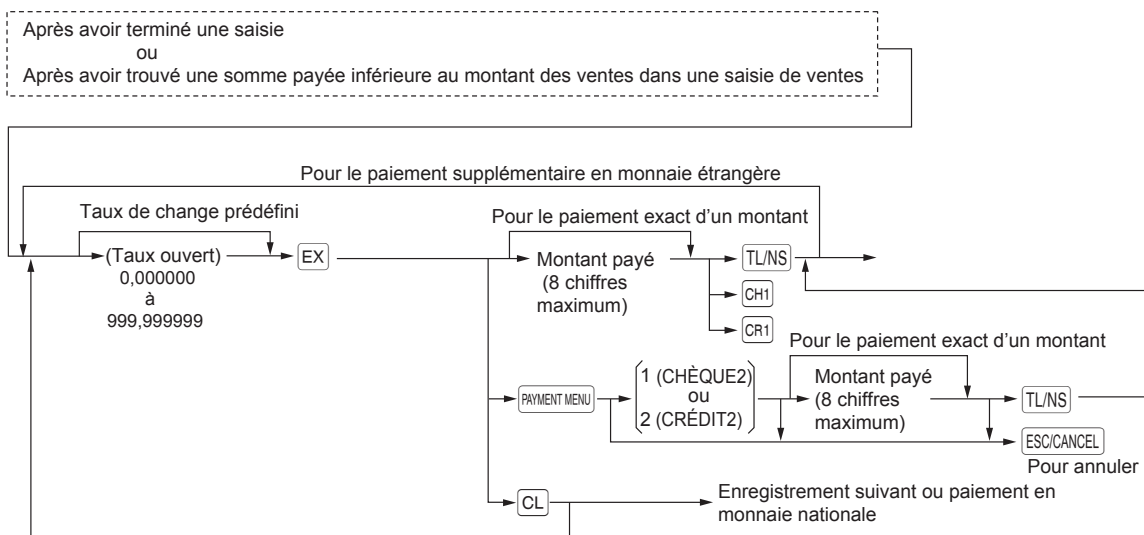 Après avoir terminé une saisie
ou
Après avoir trouvé une somme payée inférieure au montant des ventes dans une saisie de ventes
Pour le paiement supplémentaire en monnaie étrangère
Taux de change prédéfini
Pour le paiement exact d’un montant
(Taux ouvert)
0,000000
à
999,999999
EX
Montant payé
(8 chiffres
maximum)
TL/NS
CH1
CR1
Pour le paiement exact d’un montant
PAYMENT MENU
1 (CHÈQUE2)
ou
2 (CRÉDIT2)
Montant payé
(8 chiffres
maximum)
TL/NS
ESC/CANCEL
Pour annuler
CL
Enregistrement suivant ou paiement en
monnaie nationale